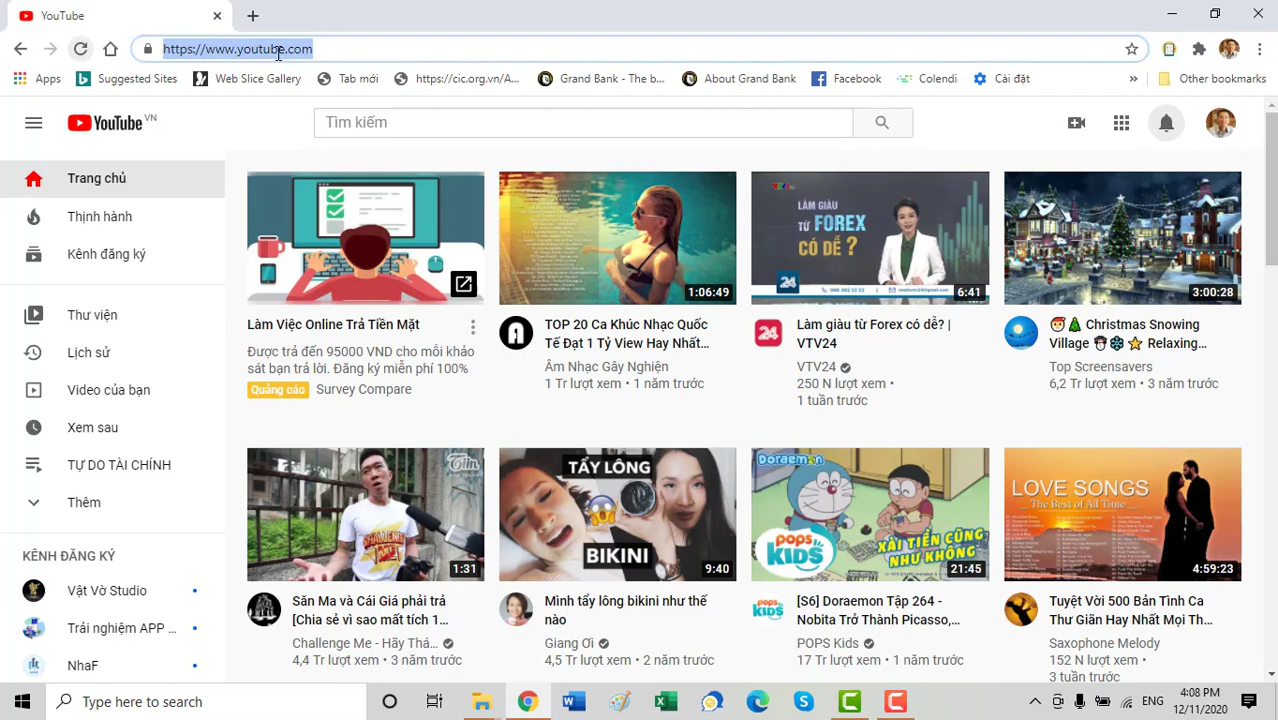 YouTube
https://www.youtube.com
Apps
Suggested Sites
Web Slice Gallery
Tab mới
https://cic.org.vn/A...
Grand Bank - The b...
About Grand Bank
Facebook
Colendi
Cài đặt
»
Other bookmarks
YouTube VN
Tìm kiếm
Trang chủ
Thịnh hành
Kênh đăng ký
Thư viện
Lịch sử
Video của bạn
Xem sau
TỰ DO TÀI CHÍNH
Thêm
KÊNH ĐĂNG KÝ
Vật Vờ Studio
Trải nghiệm APP ...
NhaF
Làm Việc Online Trả Tiền Mặt
Được trả đến 95000 VND cho mỗi khảo
sát bạn trả lời. Đăng ký miễn phí 100%
Quảng cáo Survey Compare
1:06:49
TOP 20 Ca Khúc Nhạc Quốc
Tế Đạt 1 Tỷ View Hay Nhất...
Âm Nhạc Gây Nghiện
1 Tr lượt xem • 1 năm trước
LÀM GIÀU
TỪ FOREX
CÓ DỄ ?
24
6:41
24
Làm giàu từ Forex có dễ? |
VTV24
VTV24
250 N lượt xem •
1 tuần trước
3:00:28
Christmas Snowing
Village Relaxing...
Top Screensavers
6,2 Tr lượt xem • 3 năm trước
1:31
Săn Ma và Cái Giá phải trả
[Chia sẻ vì sao mất tích 1...
Challenge Me - Hãy Thá...
4,4 Tr lượt xem • 3 năm trước
TẨY LÔNG
BIKINI
9:40
Mình tẩy lông bikini như thế
nào
Giang Ơi
4,5 Tr lượt xem • 2 năm trước
Doraemon
POPS
KIDS
XÀI TIỀN CŨNG
NHƯ KHÔNG
21:45
pops
kids
[S6] Doraemon Tập 264 -
Nobita Trở Thành Picasso,...
POPS Kids
17 Tr lượt xem • 1 năm trước
LOVE SONGS
The Best of All Time
4:59:23
Tuyệt Vời 500 Bản Tình Ca
Thư Giãn Hay Nhất Mọi Th...
Saxophone Melody
152 N lượt xem •
3 tuần trước
Type here to search
ENG
4:08 PM
12/11/2020